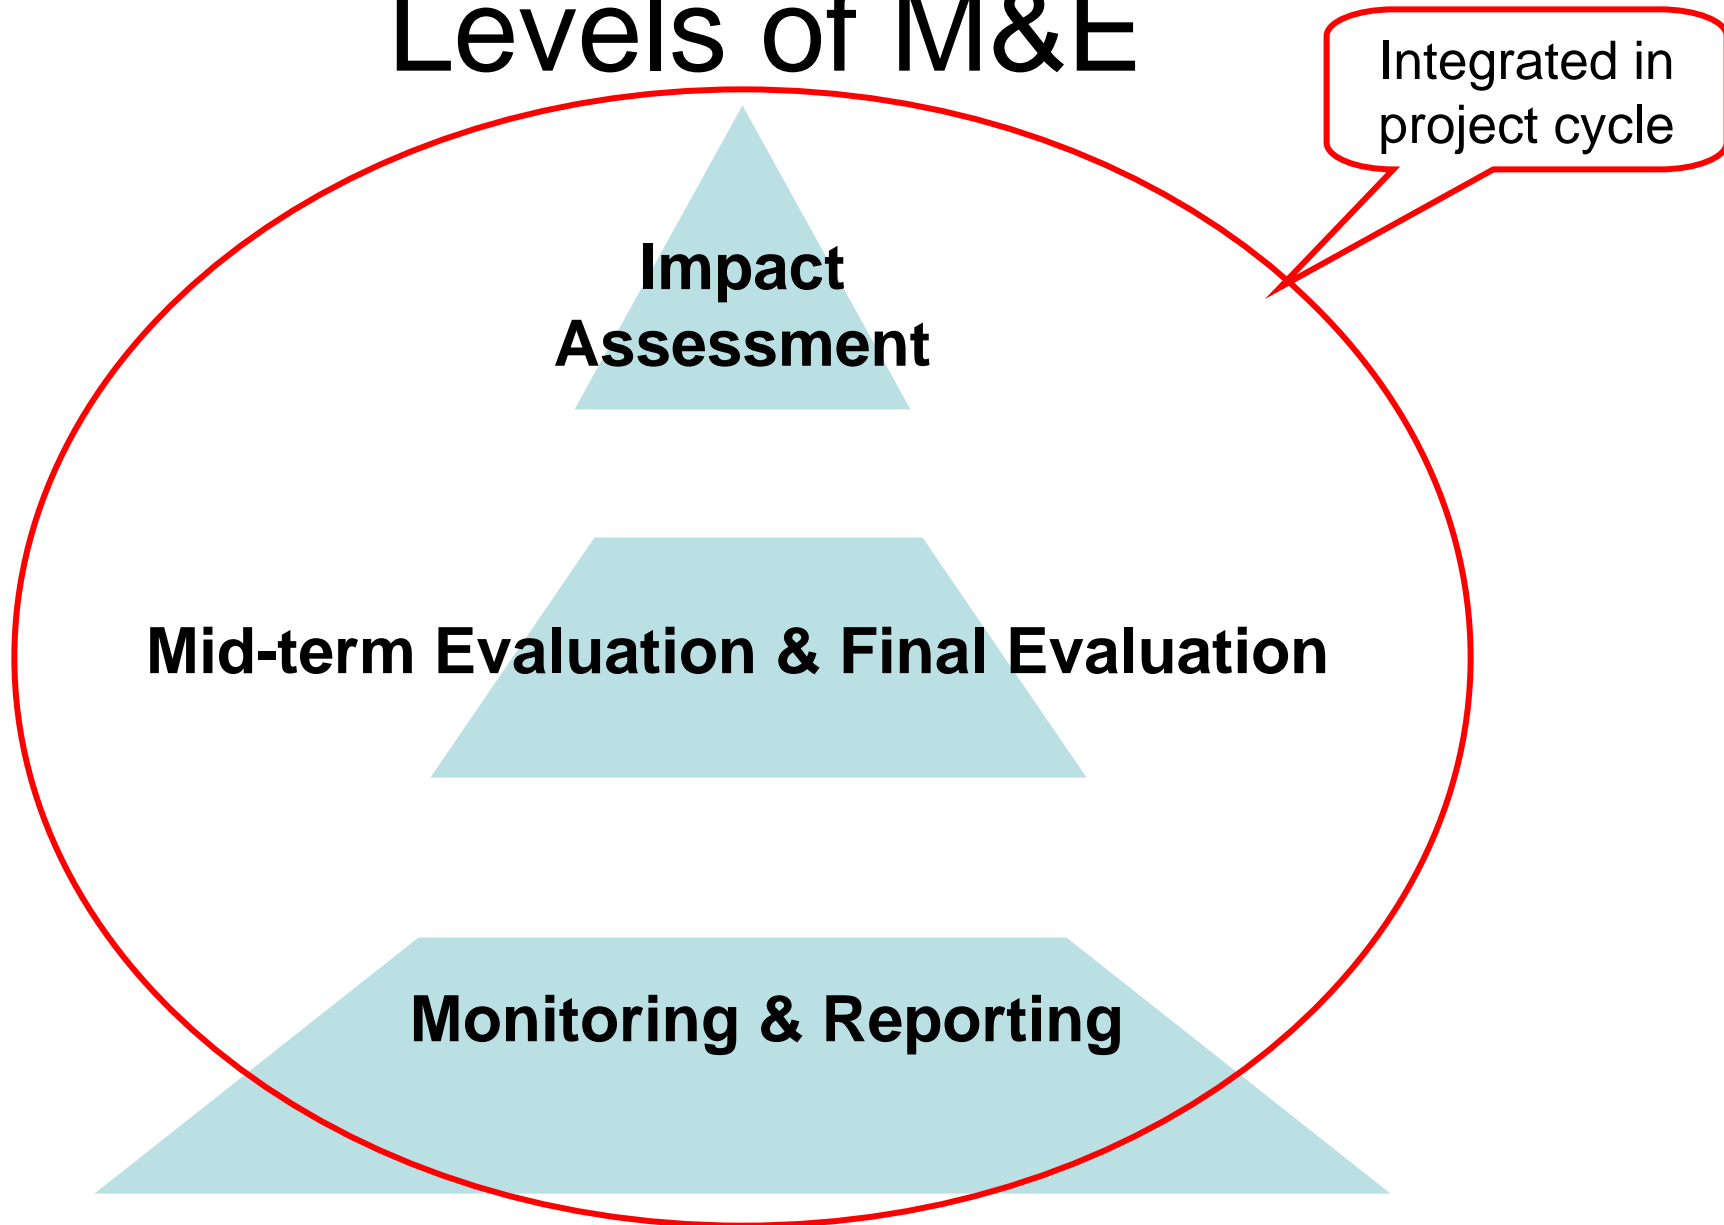 Levels of M&E
Integrated in
project cycle
Impact
Assessment
Mid-term Evaluation & Final Evaluation
Monitoring & Reporting